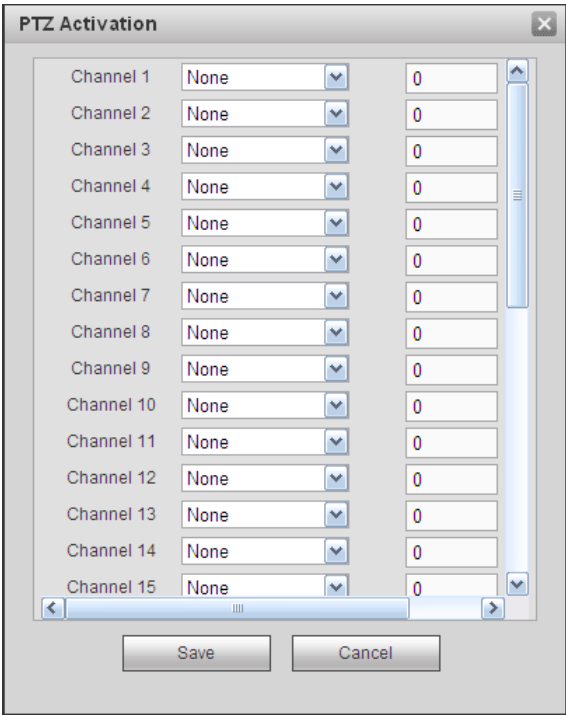 PTZ Activation
Channel 1 None 0
Channel 2 None 0
Channel 3 None 0
Channel 4 None 0
Channel 5 None 0
Channel 6 None 0
Channel 7 None 0
Channel 8 None 0
Channel 9 None 0
Channel 10 None 0
Channel 11 None 0
Channel 12 None 0
Channel 13 None 0
Channel 14 None 0
Channel 15 None 0
Save Cancel